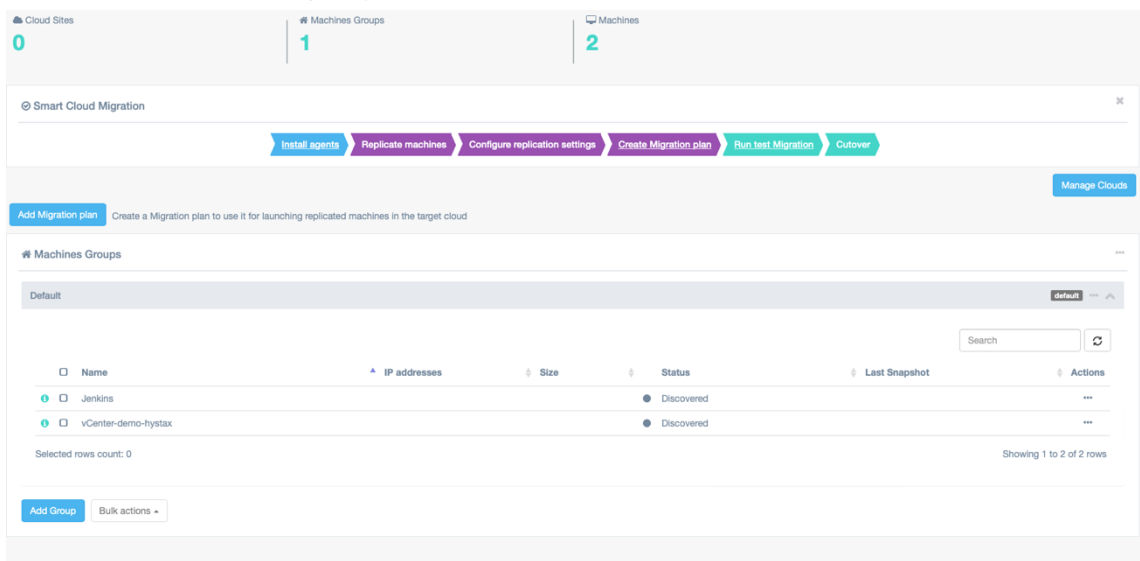 Cloud Sites
0
Machines Groups
1
Machines
2
Smart Cloud Migration
Install agents
Replicate machines
Configure replication settings
Create Migration plan
Run test Migration
Cutover
Manage Clouds
Add Migration plan
Create a Migration plan to use it for launching replicated machines in the target cloud
Machines Groups
Default
default
Search
Name IP addresses Size Status Last Snapshot Actions
Jenkins Discovered
vCenter-demo-hystax Discovered
Selected rows count: 0
Showing 1 to 2 of 2 rows
Add Group
Bulk actions